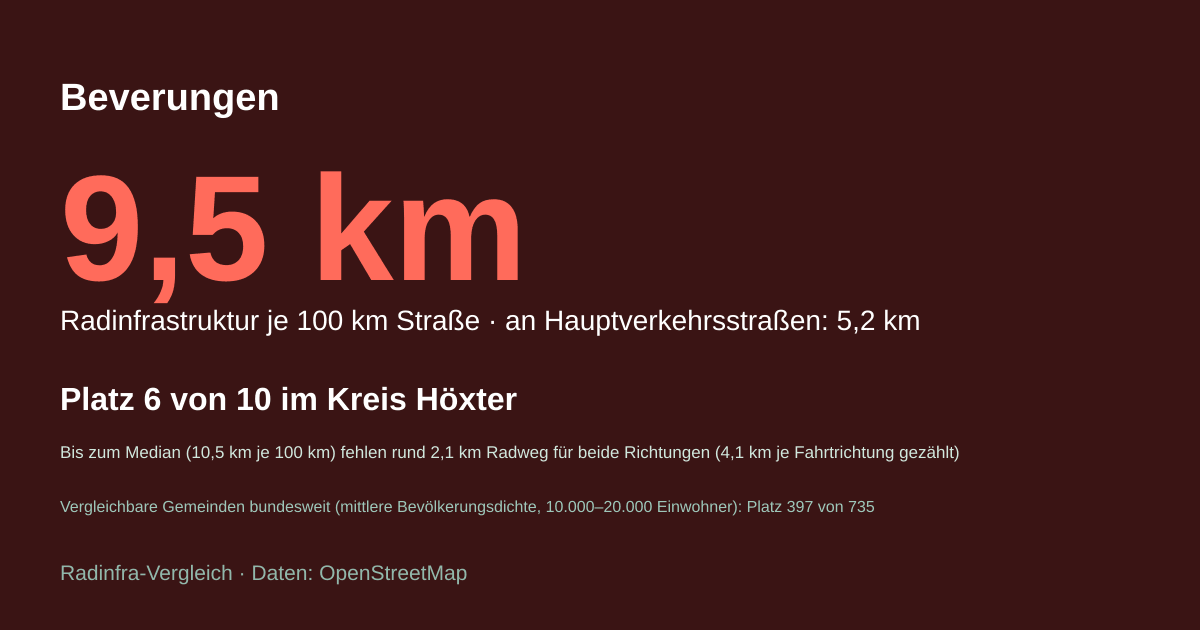 Beverungen
9,5 km
Radinfrastruktur je 100 km Straße · an Hauptverkehrsstraßen: 5,2 km
Platz 6 von 10 im Kreis Höxter
Bis zum Median (10,5 km je 100 km) fehlen rund 2,1 km Radweg für beide Richtungen (4,1 km je Fahrtrichtung gezählt)
Vergleichbare Gemeinden bundesweit (mittlere Bevölkerungsdichte, 10.000–20.000 Einwohner): Platz 397 von 735
Radinfra-Vergleich · Daten: OpenStreetMap